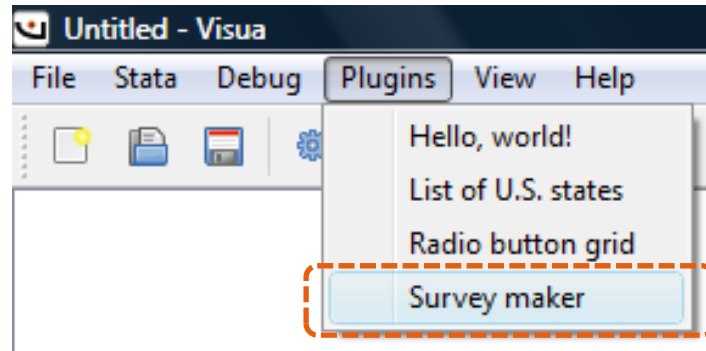 Untitled - Visua
File Stata Debug Plugins View Help
Hello, world!
List of U.S. states
Radio button grid
Survey maker